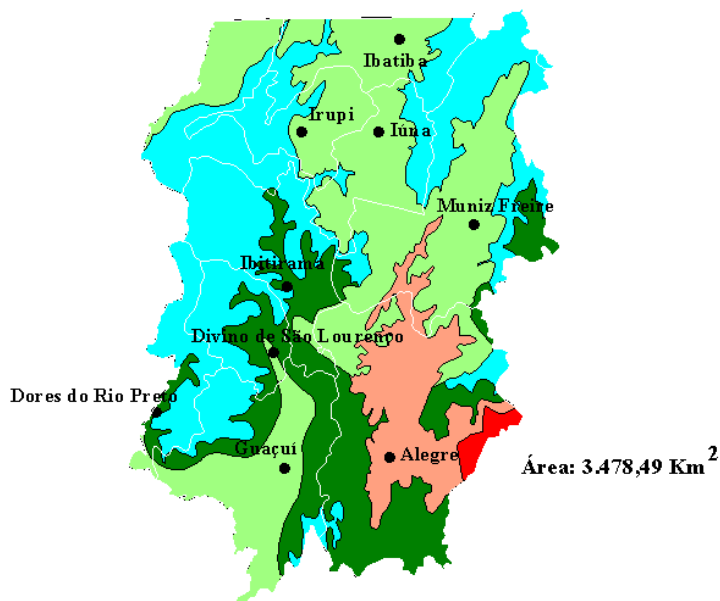 Ibatiba
Irupi
Iúna
Muniz Freire
Ibitirama
Divino de São Lourenço
Dores do Rio Preto
Guaçuí
Alegre
Área: 3.478,49 Km²